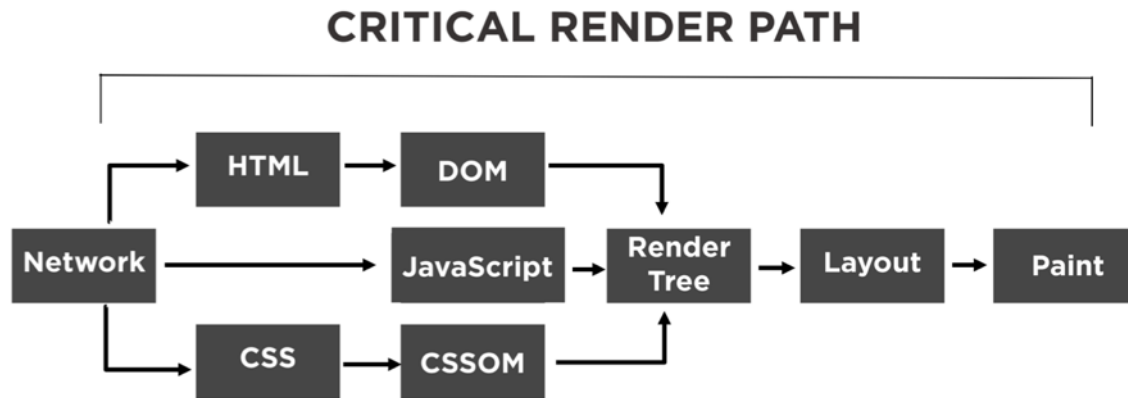 CRITICAL RENDER PATH
HTML
DOM
Network
JavaScript
Render
Tree
Layout
Paint
CSS
CSSOM